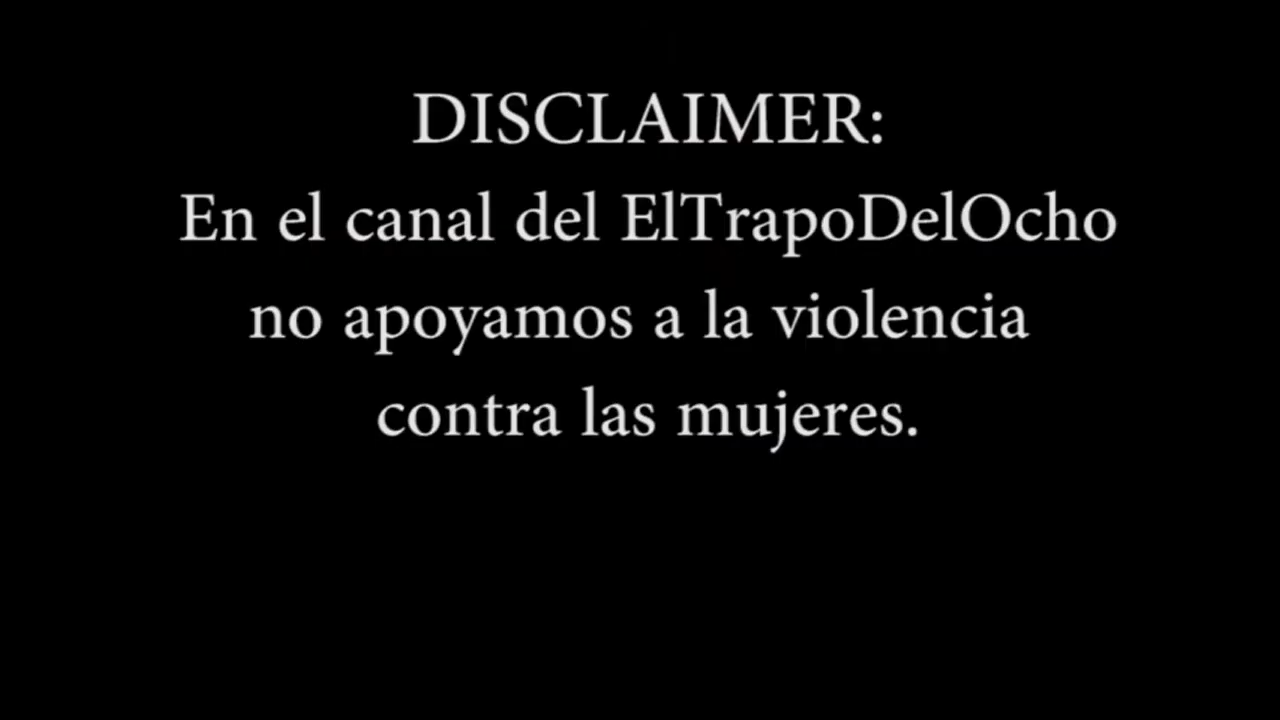 DISCLAIMER:
En el canal del ElTrapoDelOcho
no apoyamos a la violencia
contra las mujeres.